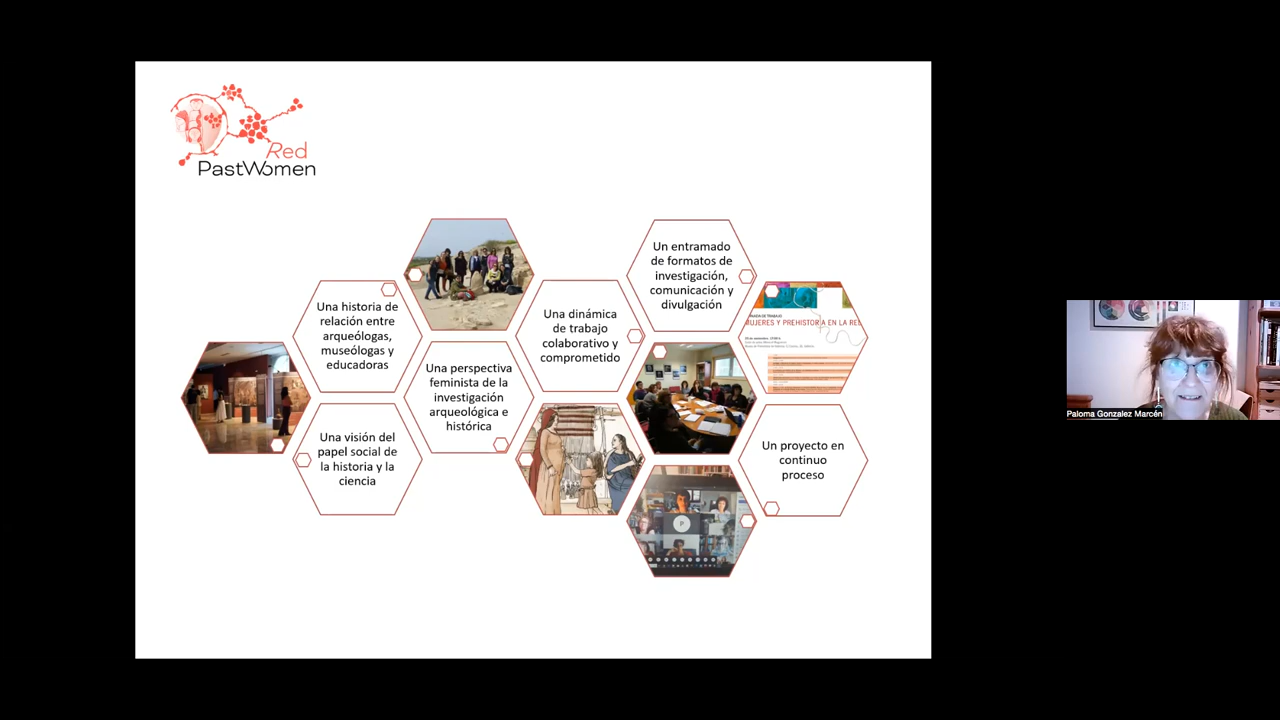 Red
PastWomen
Una historia de
relación entre
arqueólogas,
museólogas y
educadoras
Una visión del
papel social de
la historia y la
ciencia
Una perspectiva
feminista de la
investigación
arqueológica e
histórica
Una dinámica
de trabajo
colaborativo y
comprometido
Un entramado
de formatos de
investigación,
comunicación y
divulgación
MUJERES Y PREHISTORIA EN LA RE
P
Un proyecto en
continuo
proceso
Paloma Gonzalez Marcén